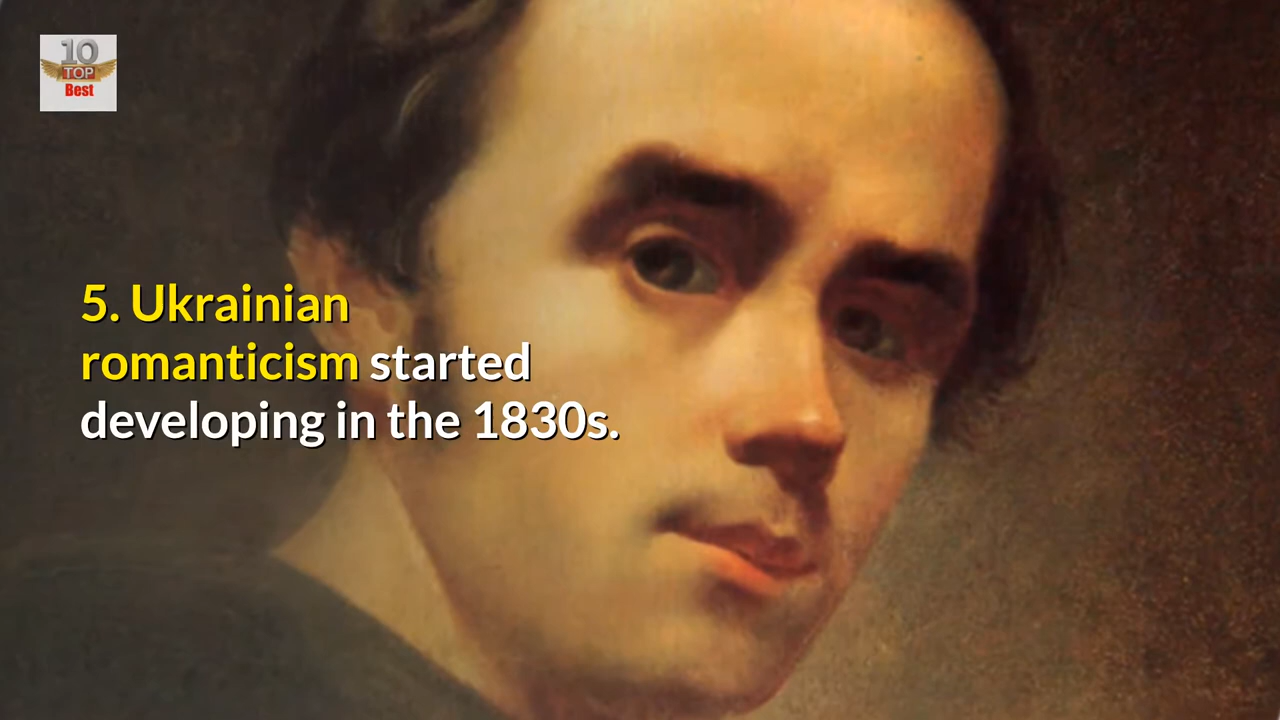 10
TOP
Best
5. Ukrainian
romanticism started
developing in the 1830s.